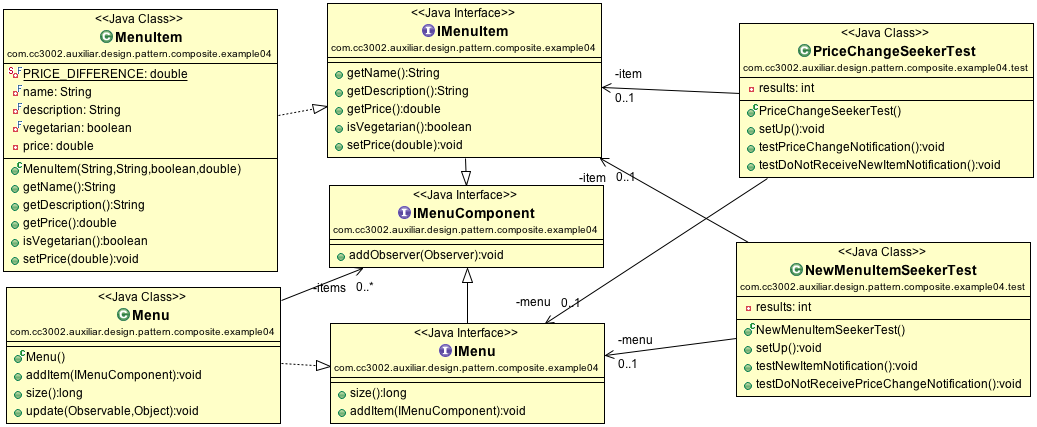 <<Java Class>>
MenuItem
com.cc3002.auxiliar.design.pattern.composite.example04
PRICE_DIFFERENCE: double
name: String
description: String
vegetarian: boolean
price: double
MenuItem(String,String,boolean,double)
getName():String
getDescription():String
getPrice():double
isVegetarian():boolean
setPrice(double):void
<<Java Interface>>
IMenuItem
com.cc3002.auxiliar.design.pattern.composite.example04
getName():String
getDescription():String
getPrice():double
isVegetarian():boolean
setPrice(double):void
<<Java Class>>
PriceChangeSeekerTest
com.cc3002.auxiliar.design.pattern.composite.example04.test
results: int
PriceChangeSeekerTest()
setUp():void
testPriceChangeNotification():void
testDoNotReceiveNewItemNotification():void
-item
0..1
-item
0..1
<<Java Interface>>
IMenuComponent
com.cc3002.auxiliar.design.pattern.composite.example04
addObserver(Observer):void
<<Java Class>>
Menu
com.cc3002.auxiliar.design.pattern.composite.example04
Menu()
addItem(IMenuComponent):void
size():long
update(Observable,Object):void
-items
0..*
-menu
0..1
<<Java Interface>>
IMenu
com.cc3002.auxiliar.design.pattern.composite.example04
size():long
addItem(IMenuComponent):void
-menu
0..1
<<Java Class>>
NewMenuItemSeekerTest
com.cc3002.auxiliar.design.pattern.composite.example04.test
results: int
NewMenuItemSeekerTest()
setUp():void
testNewItemNotification():void
testDoNotReceivePriceChangeNotification():void